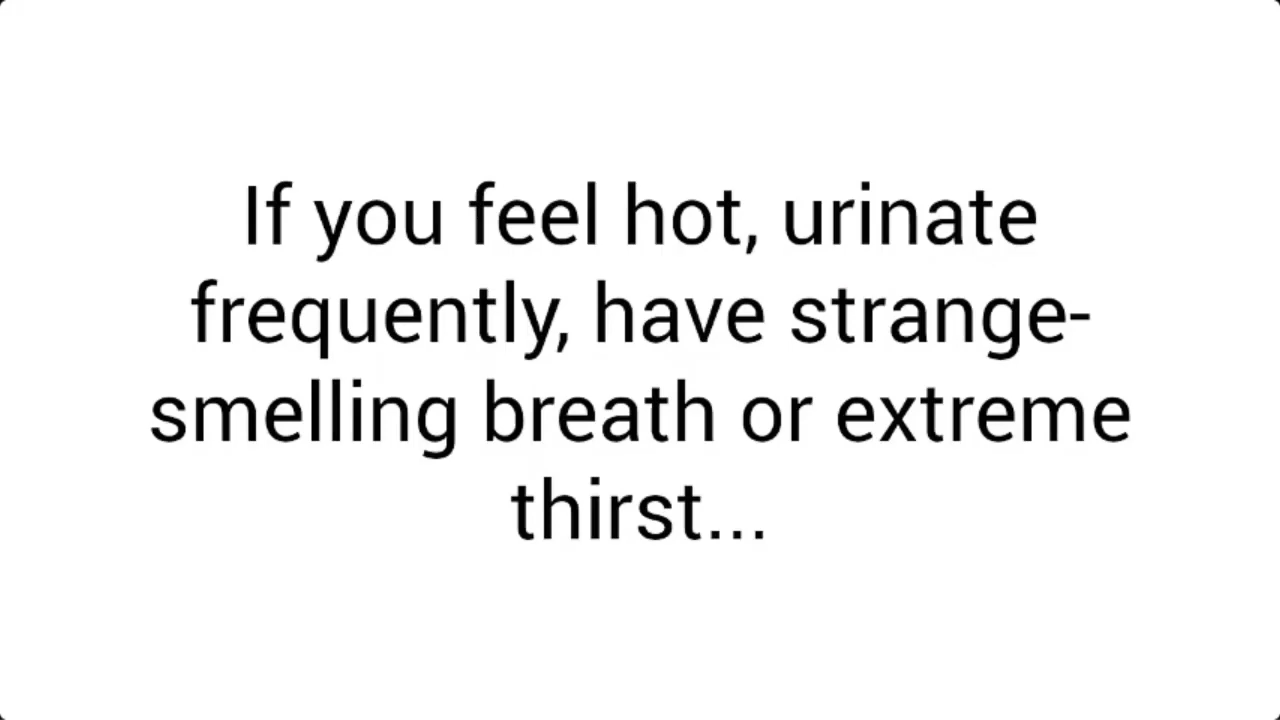 If you feel hot, urinate
frequently, have strange-
smelling breath or extreme
thirst...